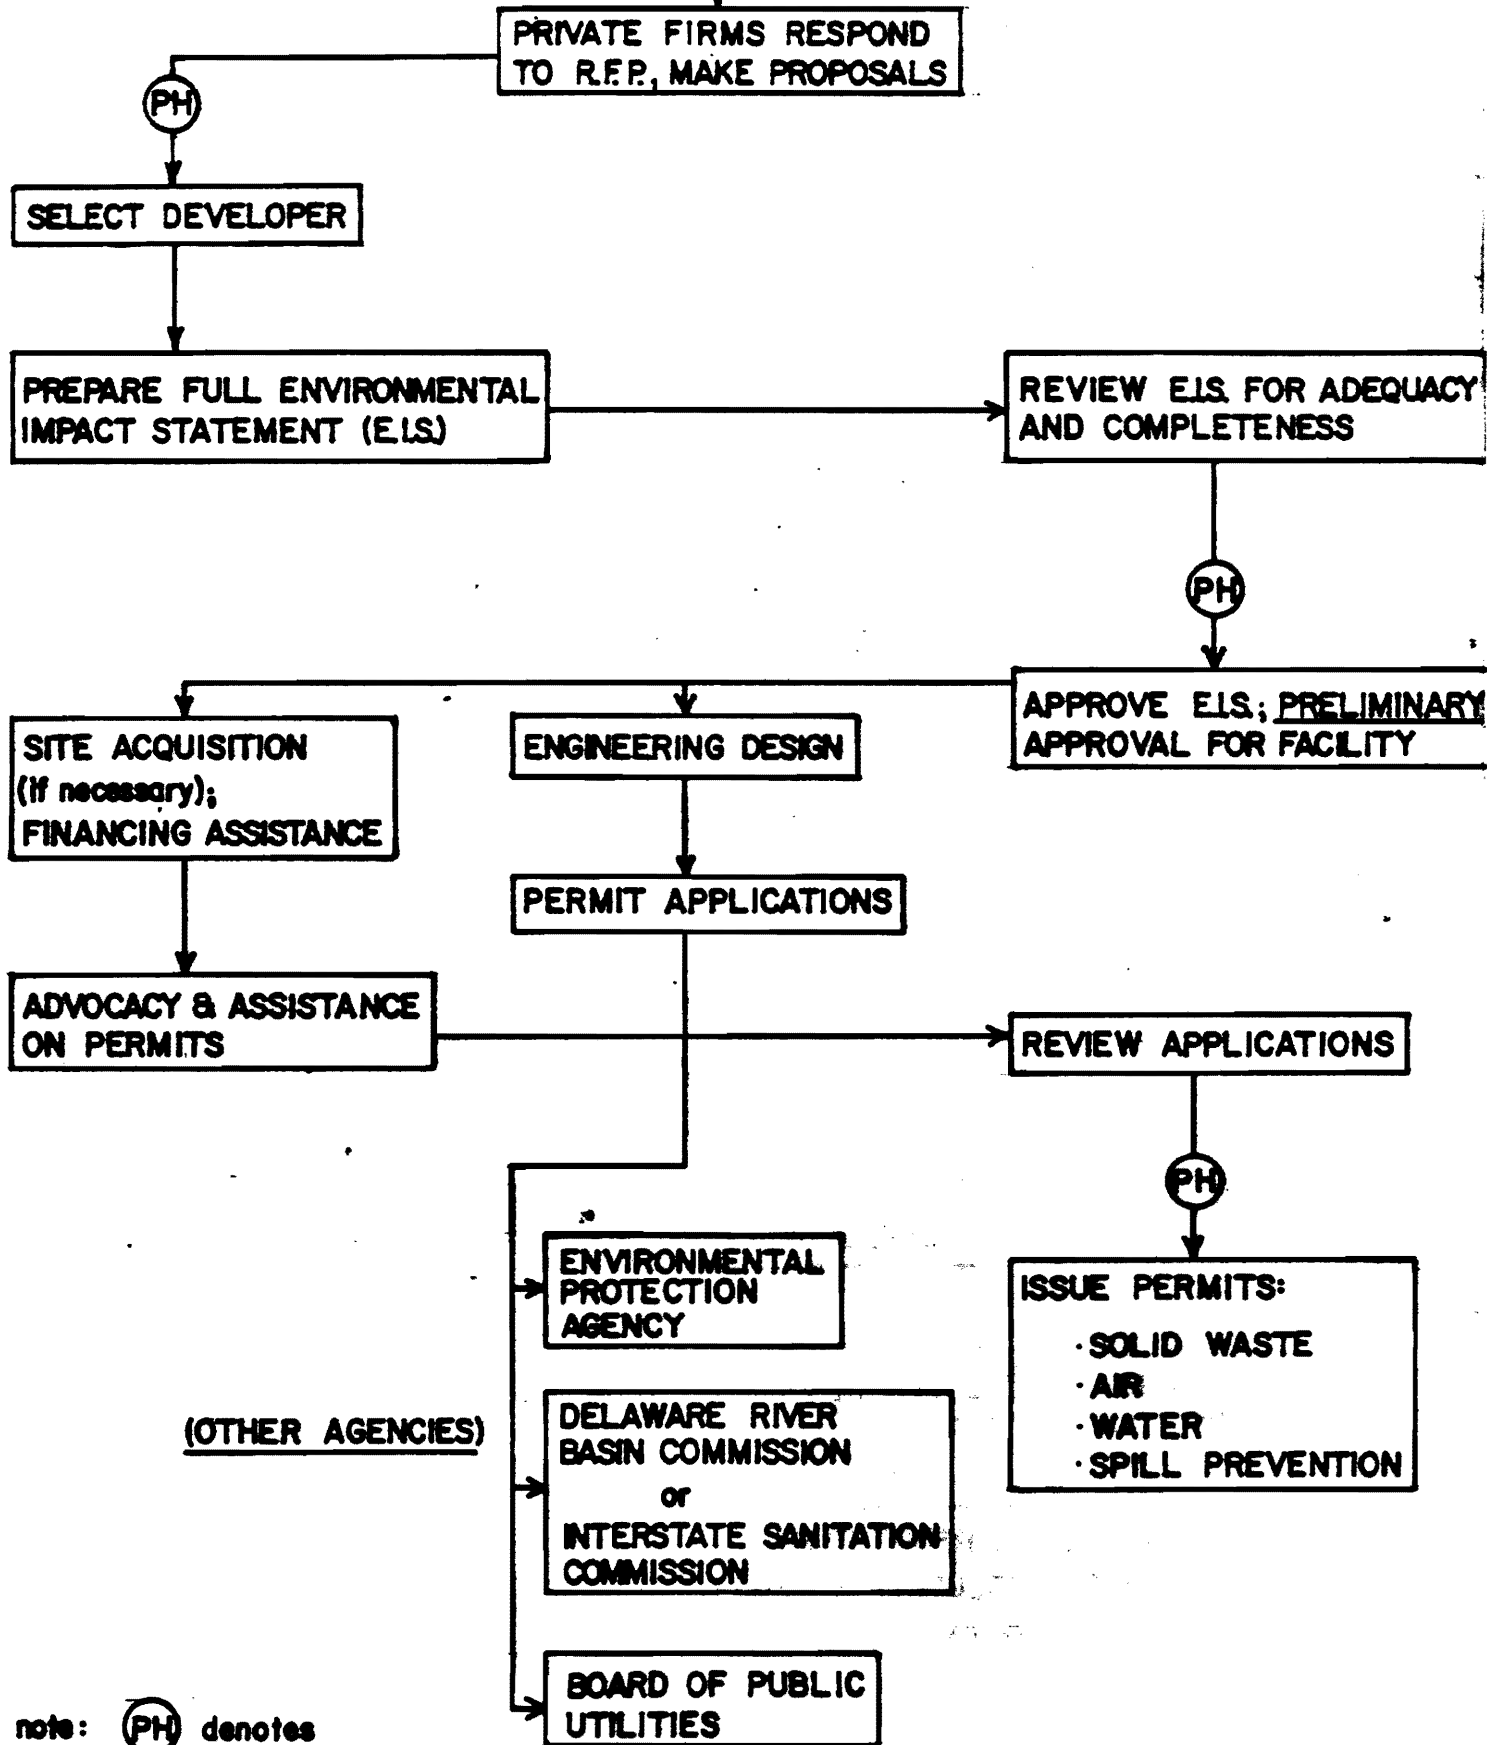 PRIVATE FIRMS RESPOND
TO R.F.P., MAKE PROPOSALS
PH
SELECT DEVELOPER
PREPARE FULL ENVIRONMENTAL
IMPACT STATEMENT (E.I.S.)
REVIEW E.I.S. FOR ADEQUACY
AND COMPLETENESS
PH
APPROVE E.I.S.; PRELIMINARY
APPROVAL FOR FACILITY
SITE ACQUISITION
(if necessary);
FINANCING ASSISTANCE
ENGINEERING DESIGN
PERMIT APPLICATIONS
ADVOCACY & ASSISTANCE
ON PERMITS
REVIEW APPLICATIONS
PH
ISSUE PERMITS:
· SOLID WASTE
· AIR
· WATER
· SPILL PREVENTION
(OTHER AGENCIES)
ENVIRONMENTAL
PROTECTION
AGENCY
DELAWARE RIVER
BASIN COMMISSION
or
INTERSTATE SANITATION
COMMISSION
BOARD OF PUBLIC
UTILITIES
note: PH denotes